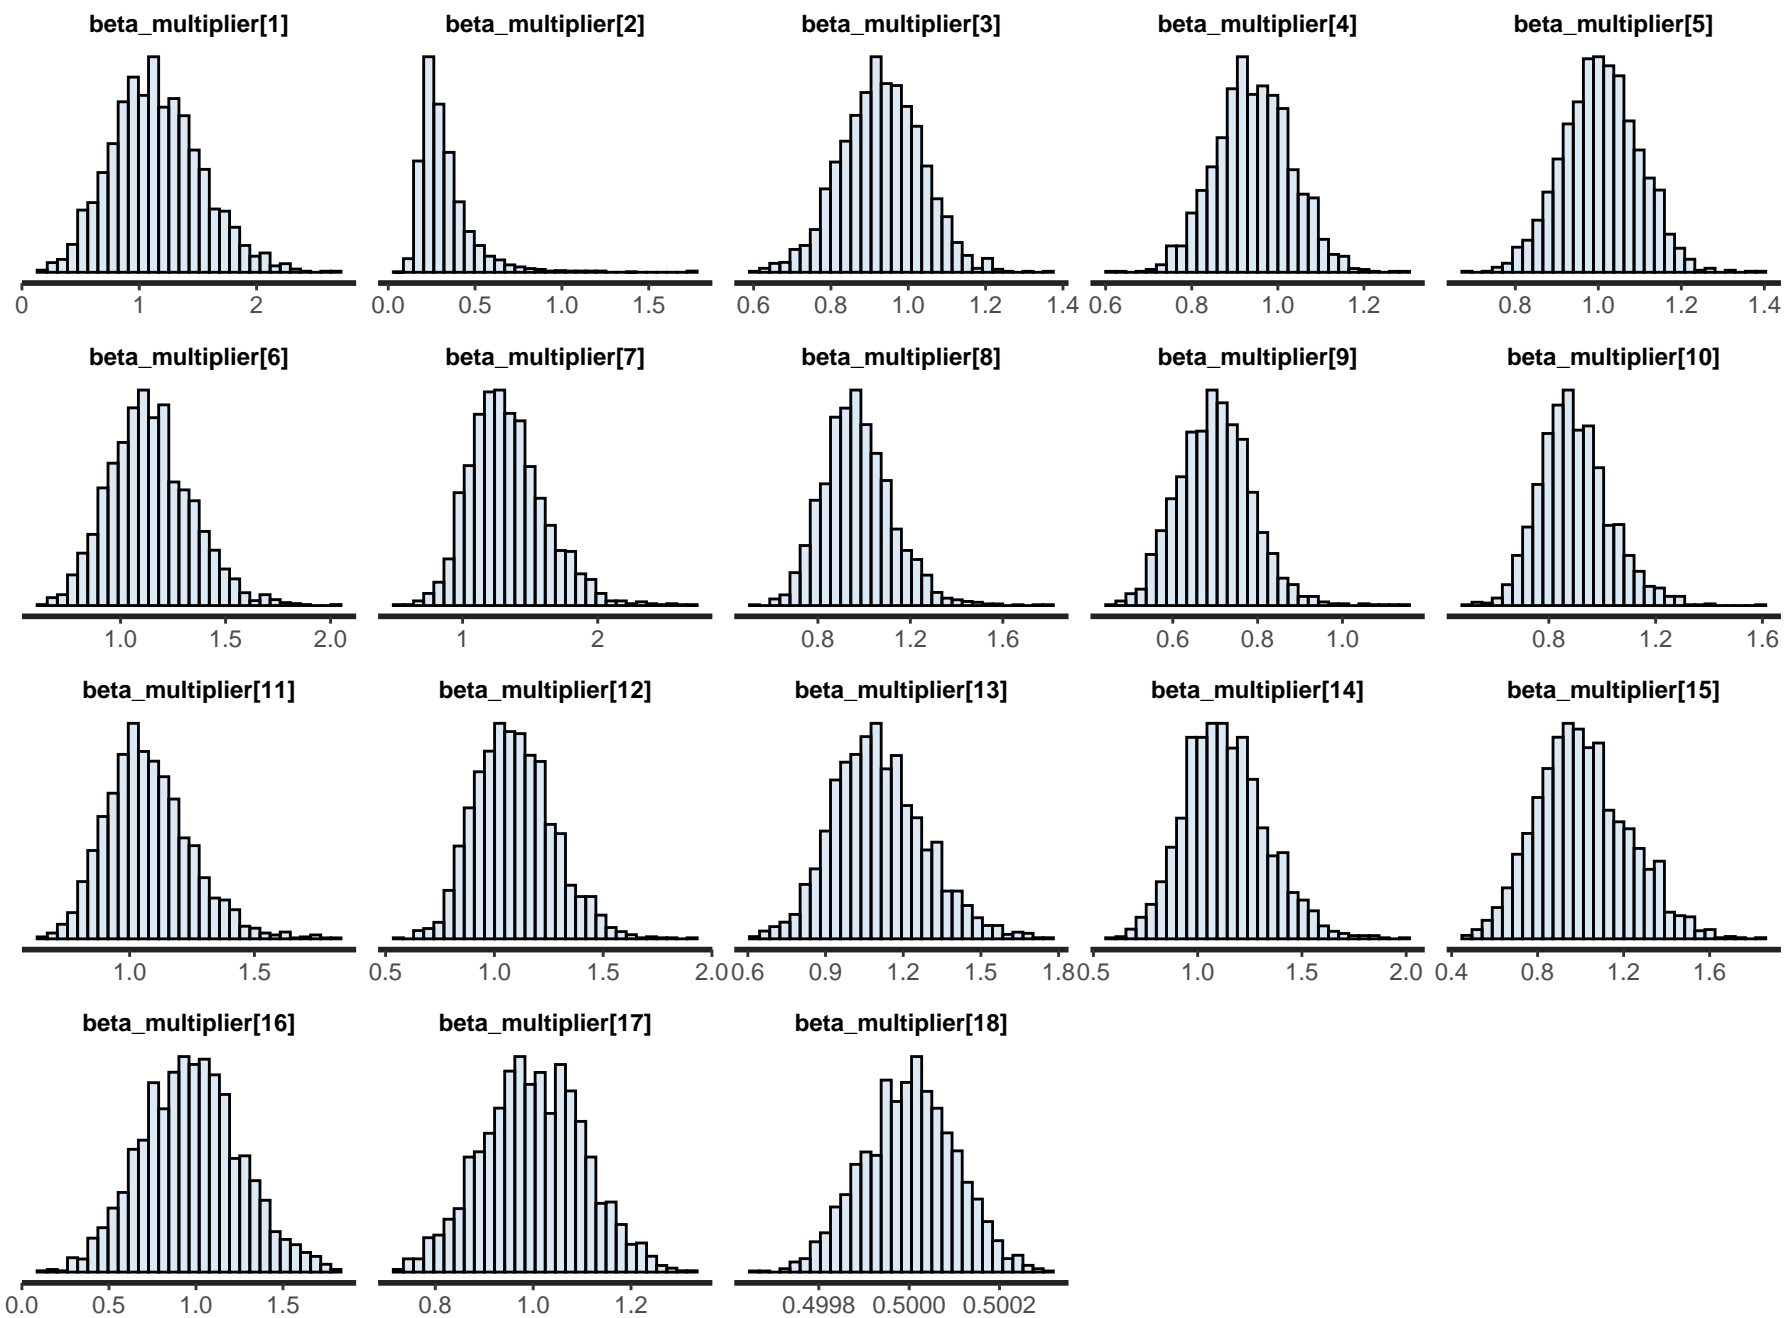 beta_multiplier[1] beta_multiplier[2] beta_multiplier[3] beta_multiplier[4] beta_multiplier[5]
0 1 2 0.0 0.5 1.0 1.5 0.6 0.8 1.0 1.2 1.4 0.6 0.8 1.0 1.2 0.8 1.0 1.2 1.4
beta_multiplier[6] beta_multiplier[7] beta_multiplier[8] beta_multiplier[9] beta_multiplier[10]
1.0 1.5 2.0 1 2 0.8 1.2 1.6 0.6 0.8 1.0 0.8 1.2 1.6
beta_multiplier[11] beta_multiplier[12] beta_multiplier[13] beta_multiplier[14] beta_multiplier[15]
1.0 1.5 0.5 1.0 1.5 2.0 0.6 0.9 1.2 1.5 1.8 0.5 1.0 1.5 2.0 0.4 0.8 1.2 1.6
beta_multiplier[16] beta_multiplier[17] beta_multiplier[18]
0.0 0.5 1.0 1.5 0.8 1.0 1.2 0.4998 0.5000 0.5002